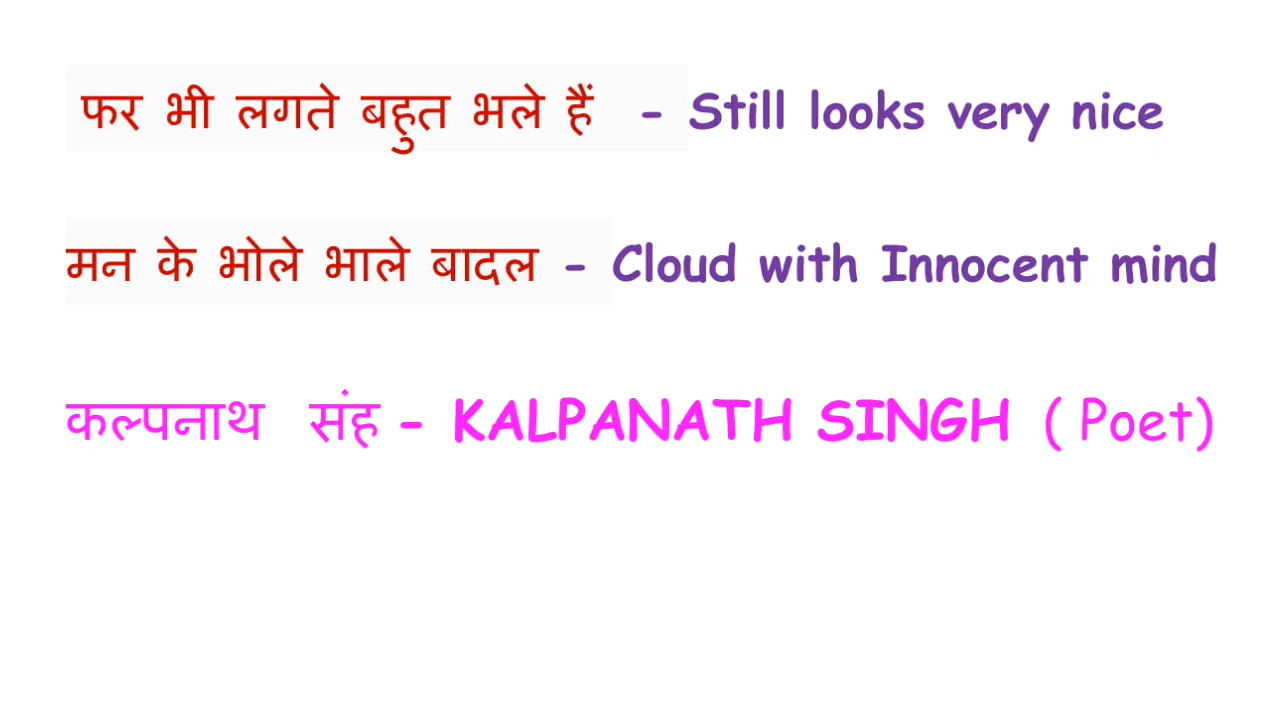 फर भी लगते बहुत भले हैं - Still looks very nice
मन के भोले भाले बादल - Cloud with Innocent mind
कल्पनाथ संह - KALPANATH SINGH ( Poet)